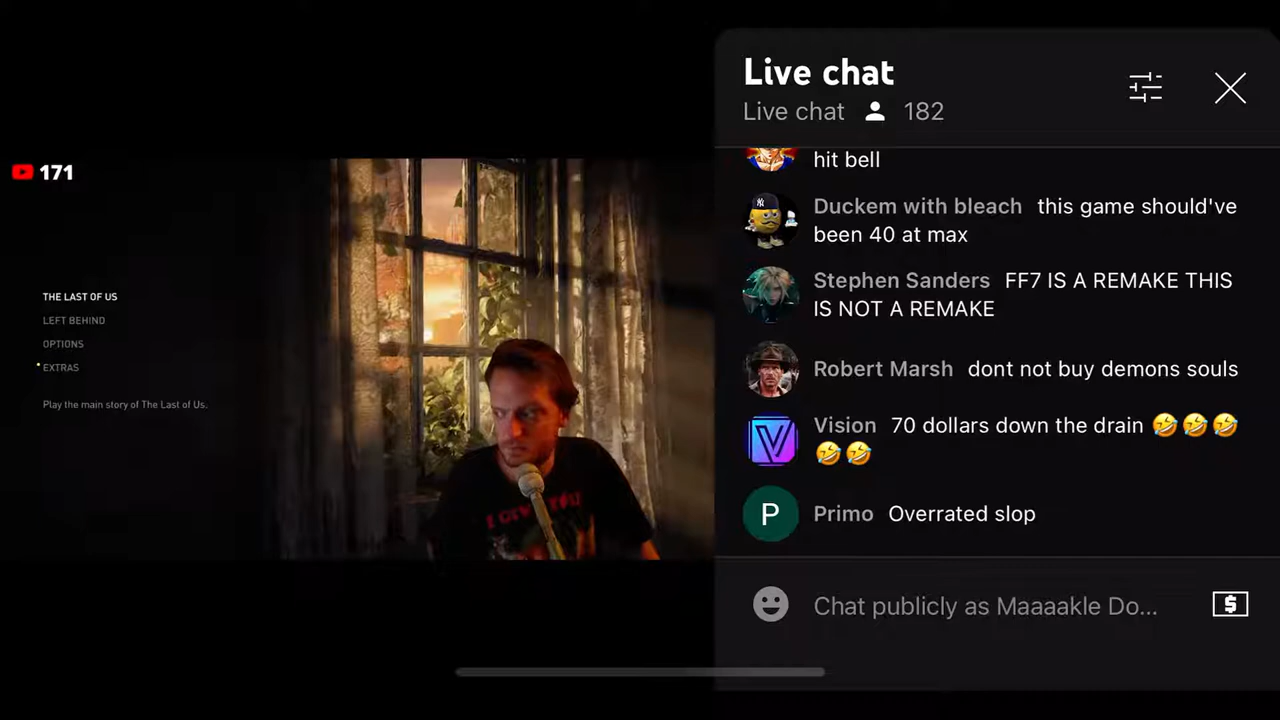 171
THE LAST OF US
LEFT BEHIND
OPTIONS
EXTRAS
Play the main story of The Last of Us.
Live chat
Live chat 182
hit bell
Duckem with bleach this game should've
been 40 at max
Stephen Sanders FF7 IS A REMAKE THIS
IS NOT A REMAKE
Robert Marsh dont not buy demons souls
Vision 70 dollars down the drain 🤣🤣🤣
🤣🤣
P Primo Overrated slop
Chat publicly as Maaaakle Do...